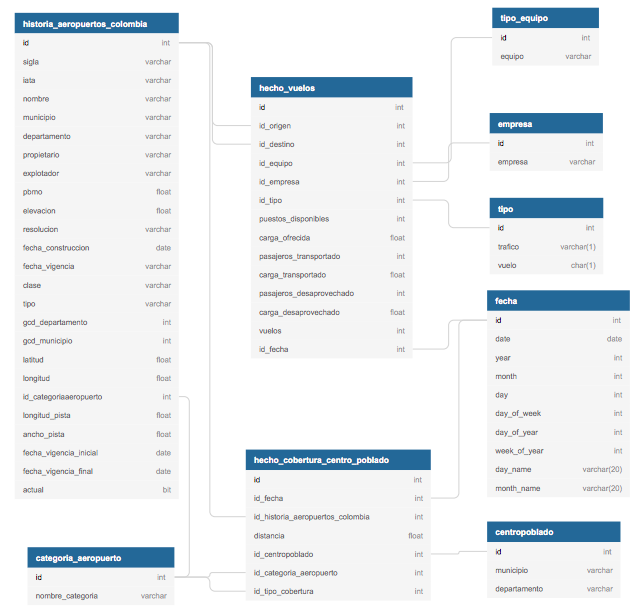 historia_aeropuertos_colombia
id int
sigla varchar
iata varchar
nombre varchar
municipio varchar
departamento varchar
propietario varchar
explotador varchar
pbmo float
elevacion float
resolucion varchar
fecha_construccion date
fecha_vigencia varchar
clase varchar
tipo varchar
gcd_departamento int
gcd_municipio int
latitud float
longitud float
id_categoriaaeropuerto int
longitud_pista float
ancho_pista float
fecha_vigencia_inicial date
fecha_vigencia_final date
actual bit
categoria_aeropuerto
id int
nombre_categoria varchar
hecho_vuelos
id int
id_origen int
id_destino int
id_equipo int
id_empresa int
id_tipo int
puestos_disponibles int
carga_ofrecida float
pasajeros_transportado int
carga_transportado float
pasajeros_desaprovechado int
carga_desaprovechado float
vuelos int
id_fecha int
hecho_cobertura_centro_poblado
id int
id_fecha int
id_historia_aeropuertos_colombia int
distancia float
id_centropoblado int
id_categoria_aeropuerto int
id_tipo_cobertura int
tipo_equipo
id int
equipo varchar
empresa
id int
empresa varchar
tipo
id int
trafico varchar(1)
vuelo char(1)
fecha
id int
date date
year int
month int
day int
day_of_week int
day_of_year int
week_of_year int
day_name varchar(20)
month_name varchar(20)
centropoblado
id int
municipio varchar
departamento varchar